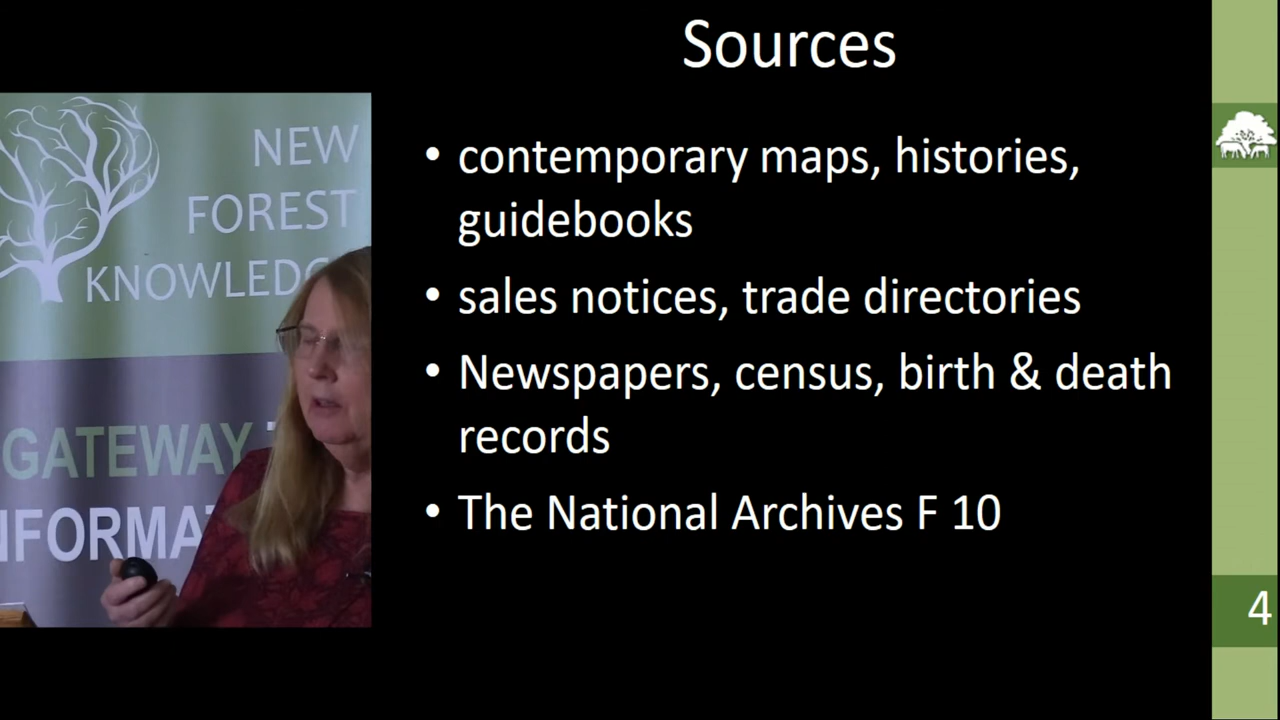 Sources
NEW
FOREST
KNOWLEDG
GATEWAY
NFORMA
• contemporary maps, histories,
guidebooks
• sales notices, trade directories
• Newspapers, census, birth & death
records
• The National Archives F 10
4